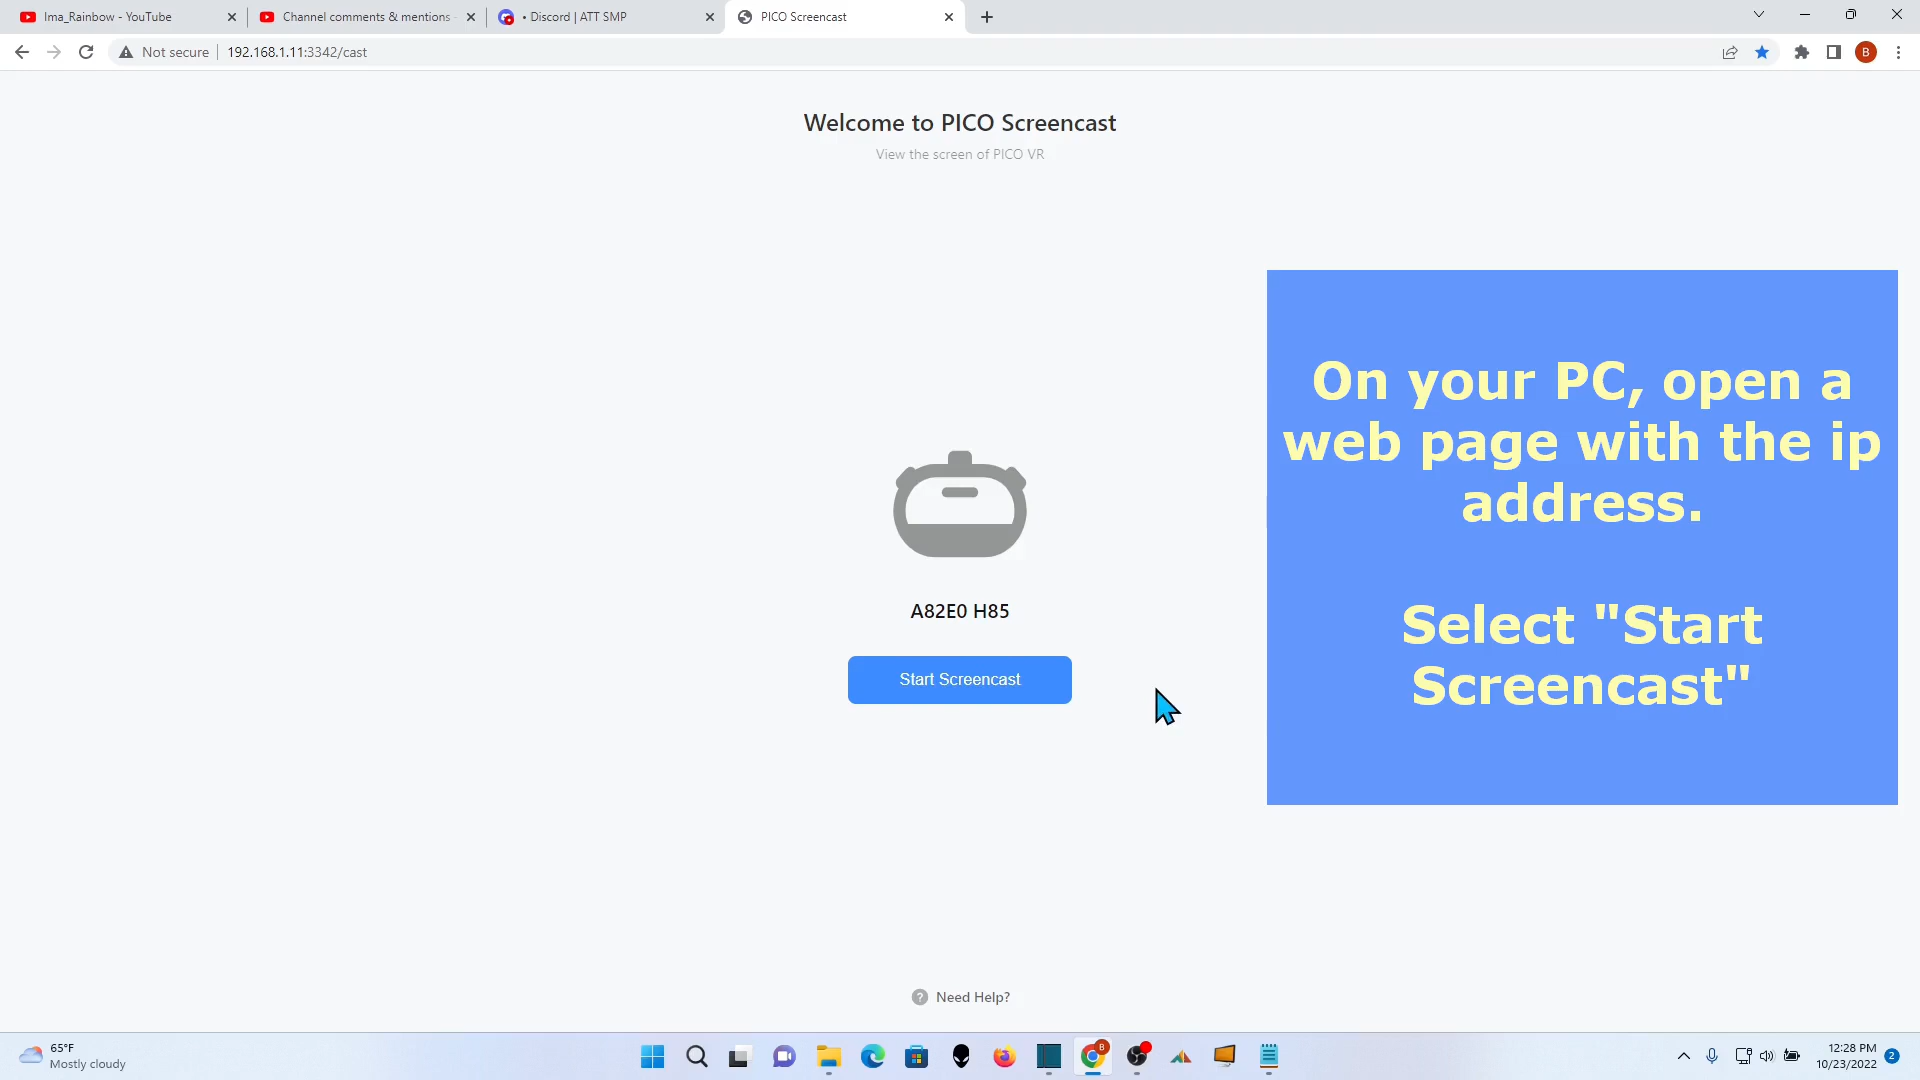 Ima_Rainbow - YouTube
Channel comments & mentions -
• Discord | ATT SMP
PICO Screencast
Not secure
192.168.1.11:3342/cast
B
Welcome to PICO Screencast
View the screen of PICO VR
On your PC, open a
web page with the ip
address.
Select "Start
Screencast"
A82E0 H85
Start Screencast
? Need Help?
65°F
Mostly cloudy
B
12:28 PM
10/23/2022
2